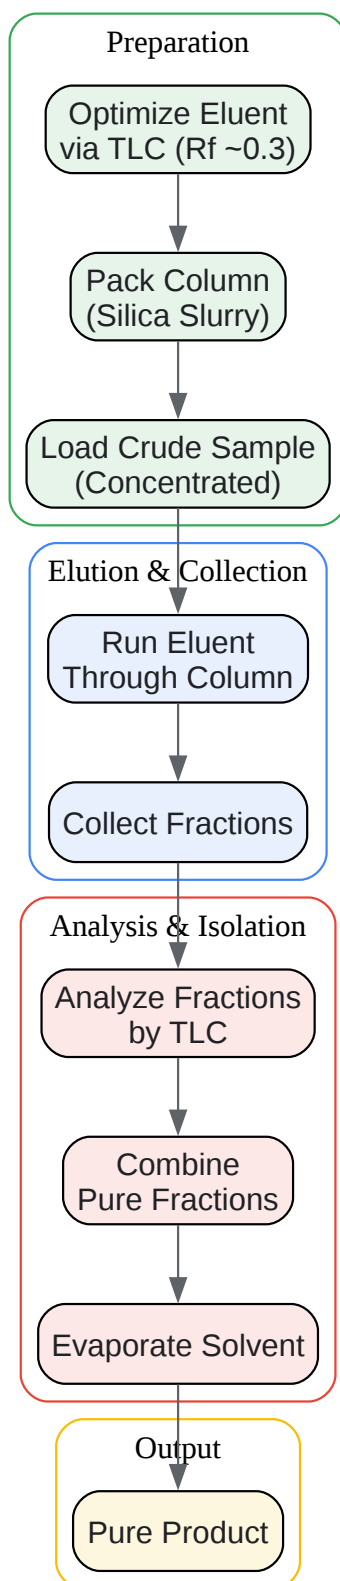 Preparation
Optimize Eluent
via TLC (Rf ~0.3)
Pack Column
(Silica Slurry)
Load Crude Sample
(Concentrated)
Elution & Collection
Run Eluent
Through Column
Collect Fractions
Analysis & Isolation
Analyze Fractions
by TLC
Combine
Pure Fractions
Evaporate Solvent
Output
Pure Product